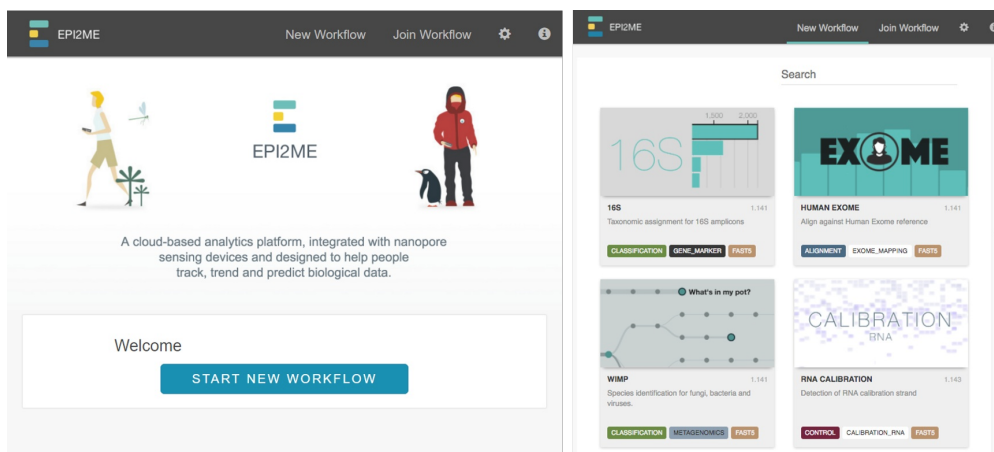 EPI2ME
New Workflow
Join Workflow
EPI2ME
A cloud-based analytics platform, integrated with nanopore
sensing devices and designed to help people
track, trend and predict biological data.
Welcome
START NEW WORKFLOW
EPI2ME
New Workflow
Join Workflow
Search
1,500 2,000
16S
16S 1.141
Taxonomic assignment for 16S amplicons
CLASSIFICATION GENE_MARKER FAST5
EXOME
HUMAN EXOME 1.141
Align against Human Exome reference
ALIGNMENT EXOME_MAPPING FAST5
What's in my pot?
WIMP 1.141
Species identification for fungi, bacteria and
viruses.
CLASSIFICATION METAGENOMICS FAST5
CALIBRATION
RNA
RNA CALIBRATION 1.143
Detection of RNA calibration strand
CONTROL CALIBRATION_RNA FAST5